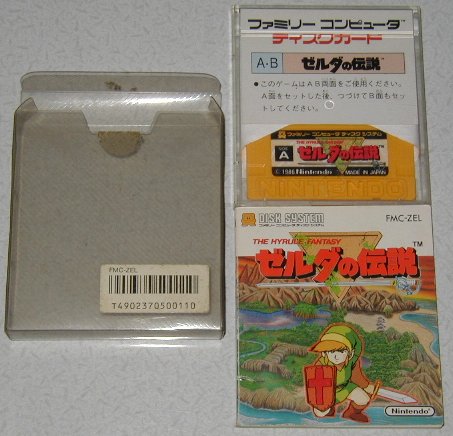 ファミリー コンピュータ™
ディスクカード
A・B
ゼルダの伝説
●このゲームはAB両面をご使用ください。
A面をセットした後、つづけてB面もセッ
トしてください。
ファミリー コンピュータ ディスク システム
SIDE
A
ゼルダの伝説
© 1986 Nintendo
MADE IN JAPAN
NINTENDO
FMC-ZEL
T4902370500110
DISK SYSTEM
ファミリー コンピュータ ディスク システム
FMC-ZEL
THE HYRULE FANTASY
ゼルダの伝説™
Nintendo